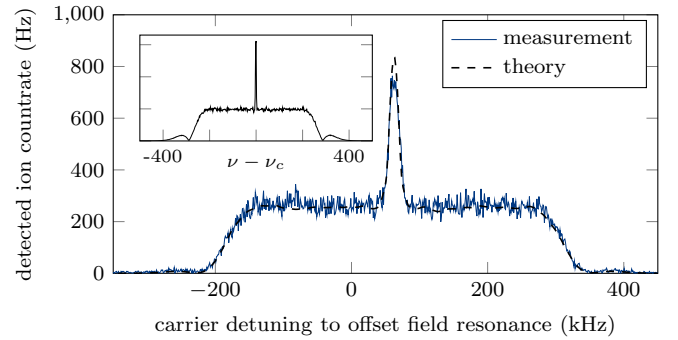 1,000
800
600
400
200
0
detected ion countrate (Hz)
measurement
theory
-400
400
ν − ν_c
−200
0
200
400
carrier detuning to offset field resonance (kHz)